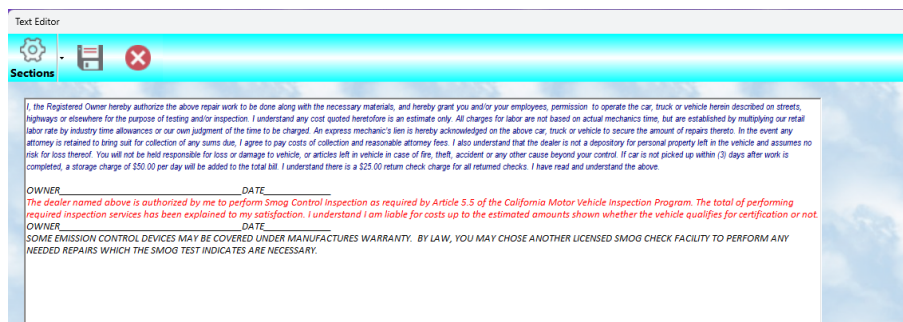 Text Editor
Sections
I, the Registered Owner hereby authorize the above repair work to be done along with the necessary materials, and hereby grant you and/or your employees, permission to operate the car, truck or vehicle herein described on streets,
highways or elsewhere for the purpose of testing and/or inspection. I understand any cost quoted heretofore is an estimate only. All charges for labor are not based on actual mechanics time, but are established by multiplying our retail
labor rate by industry time allowances or our own judgment of the time to be charged. An express mechanic's lien is hereby acknowledged on the above car, truck or vehicle to secure the amount of repairs thereto. In the event any
attorney is retained to bring suit for collection of any sums due, I agree to pay costs of collection and reasonable attorney fees. I also understand that the dealer is not a depository for personal property left in the vehicle and assumes no
risk for loss thereof. You will not be held responsible for loss or damage to vehicle, or articles left in vehicle in case of fire, theft, accident or any other cause beyond your control. If car is not picked up within (3) days after work is
completed, a storage charge of $50.00 per day will be added to the total bill. I understand there is a $25.00 return check charge for all returned checks. I have read and understand the above.
OWNER___________________________________DATE_____________
The dealer named above is authorized by me to perform Smog Control Inspection as required by Article 5.5 of the California Motor Vehicle Inspection Program. The total of performing
required inspection services has been explained to my satisfaction. I understand I am liable for costs up to the estimated amounts shown whether the vehicle qualifies for certification or not.
OWNER___________________________________DATE_____________
SOME EMISSION CONTROL DEVICES MAY BE COVERED UNDER MANUFACTURES WARRANTY. BY LAW, YOU MAY CHOSE ANOTHER LICENSED SMOG CHECK FACILITY TO PERFORM ANY
NEEDED REPAIRS WHICH THE SMOG TEST INDICATES ARE NECESSARY.